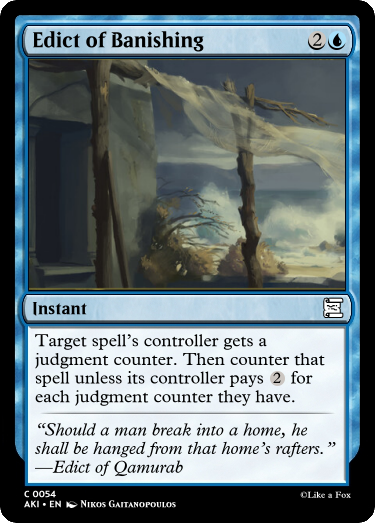 Edict of Banishing 2
Instant
Target spell's controller gets a
judgment counter. Then counter that
spell unless its controller pays 2 for
each judgment counter they have.
"Should a man break into a home, he
shall be hanged from that home's rafters."
—Edict of Qamurab
C 0054
AKI • EN Nikos Gaitanopoulos
©Like a Fox